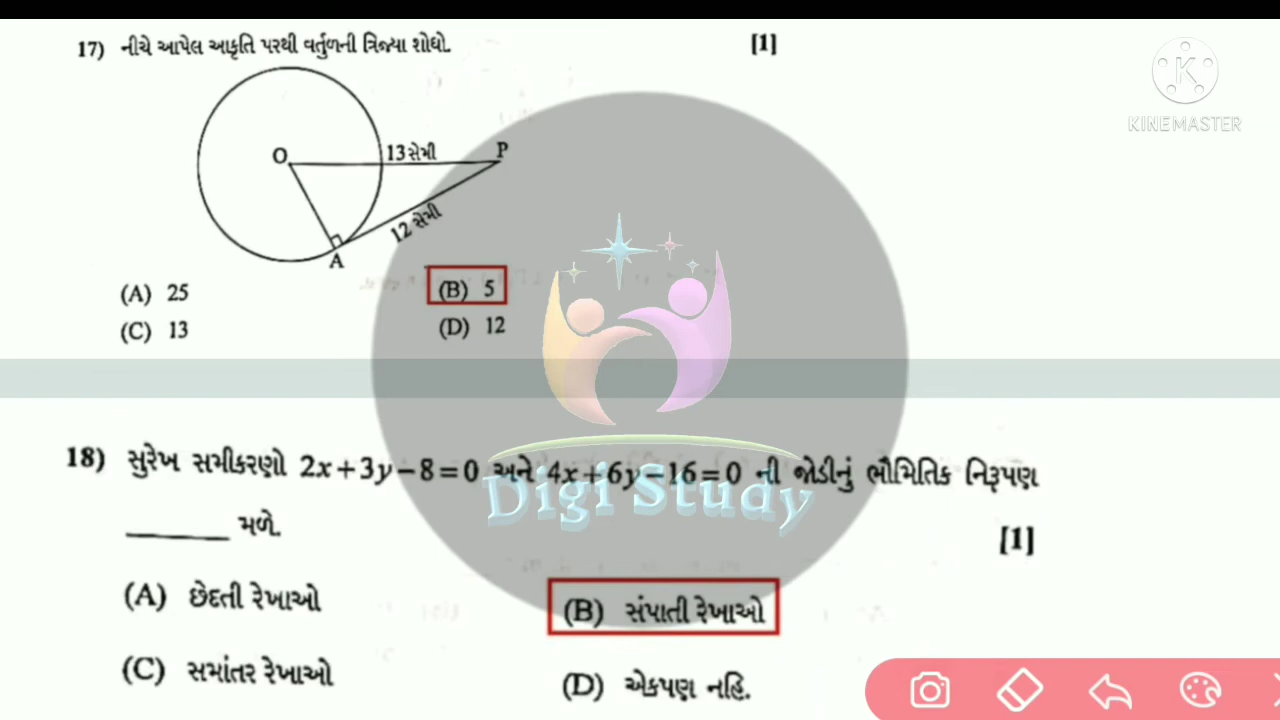 17) નીચે આપેલ આકૃતિ પરથી વર્તુળની ત્રિજ્યા શોધો. [1]
K
KINEMASTER
O 13સેમી P
12 સેમી
A
(A) 25 (B) 5
(C) 13 (D) 12
18) સુરેખ સમીકરણો 2x+3y−8=0 અને 4x+6y−16=0 ની જોડીનું ભૌમિતિક નિરૂપણ
Digi Study
_______ મળે. [1]
(A) છેદતી રેખાઓ (B) સંપાતી રેખાઓ
(C) સમાંતર રેખાઓ (D) એકપણ નહિ.